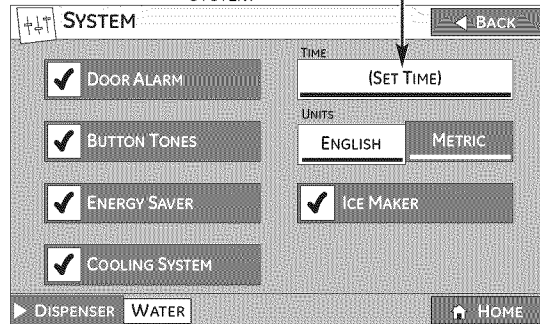 SYSTEM
BACK
DOOR ALARM
BUTTON TONES
ENERGY SAVER
COOLING SYSTEM
TIME
(SET TIME)
UNITS
ENGLISH METRIC
ICE MAKER
DISPENSER WATER
HOME